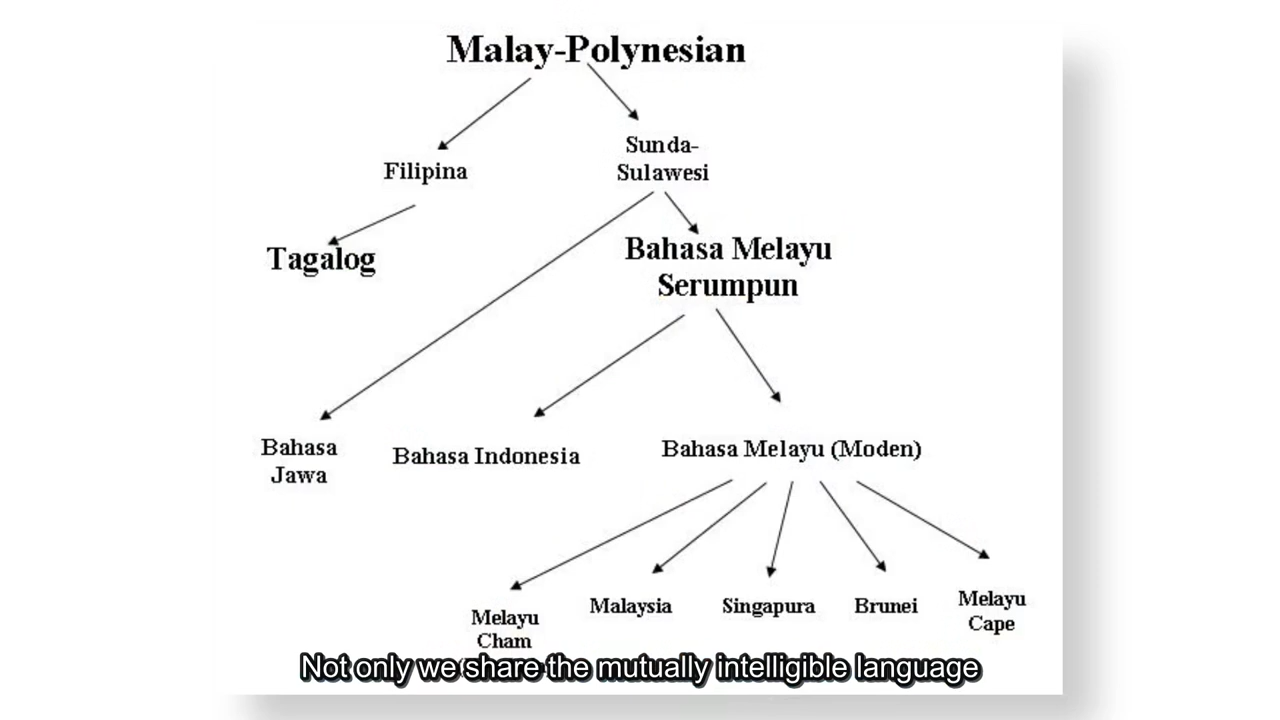 Malay-Polynesian
Filipina
Sunda-
Sulawesi
Tagalog
Bahasa Melayu
Serumpun
Bahasa
Jawa
Bahasa Indonesia
Bahasa Melayu (Moden)
Melayu
Cham
Malaysia
Singapura
Brunei
Melayu
Cape
Not only we share the mutually intelligible language